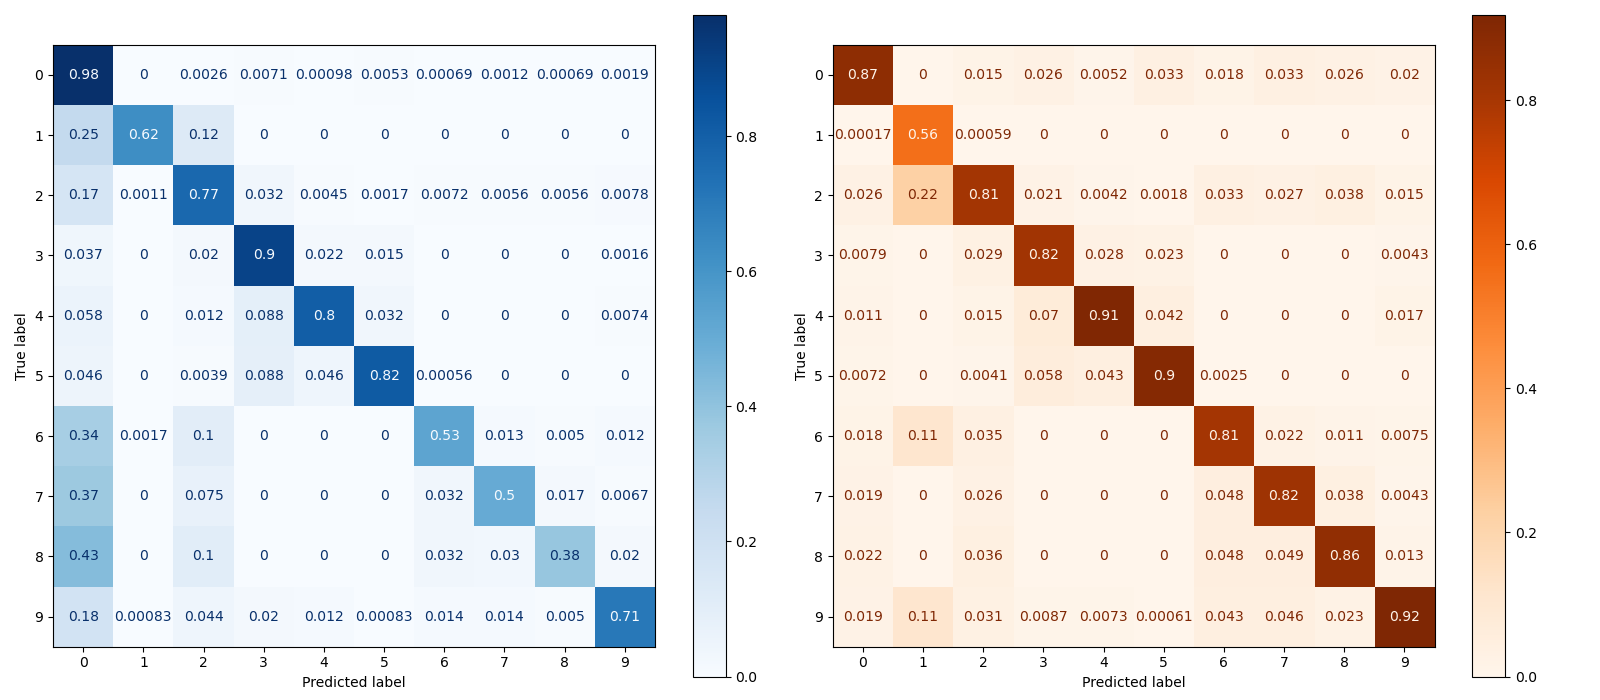 0 0.98 0 0.0026 0.0071 0.00098 0.0053 0.00069 0.0012 0.00069 0.0019
1 0.25 0.62 0.12 0 0 0 0 0 0 0
2 0.17 0.0011 0.77 0.032 0.0045 0.0017 0.0072 0.0056 0.0056 0.0078
3 0.037 0 0.02 0.9 0.022 0.015 0 0 0 0.0016
4 0.058 0 0.012 0.088 0.8 0.032 0 0 0 0.0074
5 0.046 0 0.0039 0.088 0.046 0.82 0.00056 0 0 0
6 0.34 0.0017 0.1 0 0 0 0.53 0.013 0.005 0.012
7 0.37 0 0.075 0 0 0 0.032 0.5 0.017 0.0067
8 0.43 0 0.1 0 0 0 0.032 0.03 0.38 0.02
9 0.18 0.00083 0.044 0.02 0.012 0.00083 0.014 0.014 0.005 0.71
0 1 2 3 4 5 6 7 8 9
Predicted label
True label
0.8
0.6
0.4
0.2
0.0
0 0.87 0 0.015 0.026 0.0052 0.033 0.018 0.033 0.026 0.02
1 0.00017 0.56 0.00059 0 0 0 0 0 0 0
2 0.026 0.22 0.81 0.021 0.0042 0.0018 0.033 0.027 0.038 0.015
3 0.0079 0 0.029 0.82 0.028 0.023 0 0 0 0.0043
4 0.011 0 0.015 0.07 0.91 0.042 0 0 0 0.017
5 0.0072 0 0.0041 0.058 0.043 0.9 0.0025 0 0 0
6 0.018 0.11 0.035 0 0 0 0.81 0.022 0.011 0.0075
7 0.019 0 0.026 0 0 0 0.048 0.82 0.038 0.0043
8 0.022 0 0.036 0 0 0 0.048 0.049 0.86 0.013
9 0.019 0.11 0.031 0.0087 0.0073 0.00061 0.043 0.046 0.023 0.92
0 1 2 3 4 5 6 7 8 9
Predicted label
True label
0.8
0.6
0.4
0.2
0.0